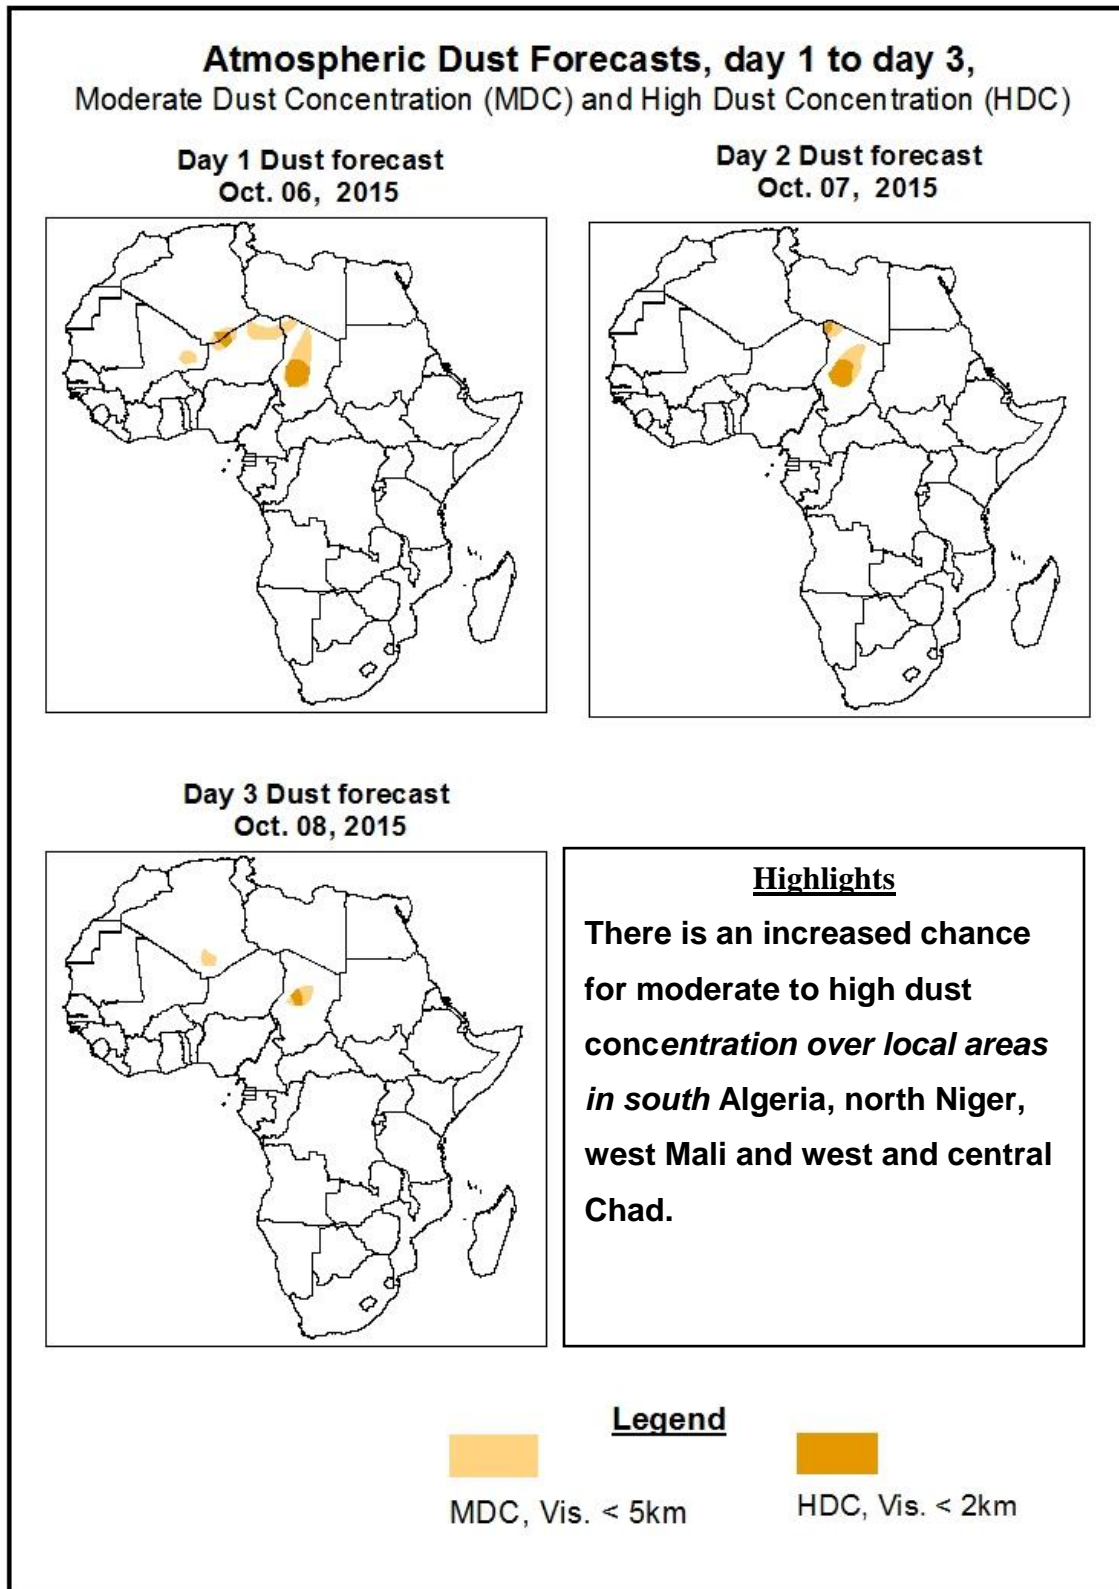 Atmospheric Dust Forecasts, day 1 to day 3,
Moderate Dust Concentration (MDC) and High Dust Concentration (HDC)
Day 1 Dust forecast
Oct. 06, 2015
Day 2 Dust forecast
Oct. 07, 2015
Day 3 Dust forecast
Oct. 08, 2015
Highlights
There is an increased chance
for moderate to high dust
concentration over local areas
in south Algeria, north Niger,
west Mali and west and central
Chad.
Legend
MDC, Vis. < 5km
HDC, Vis. < 2km